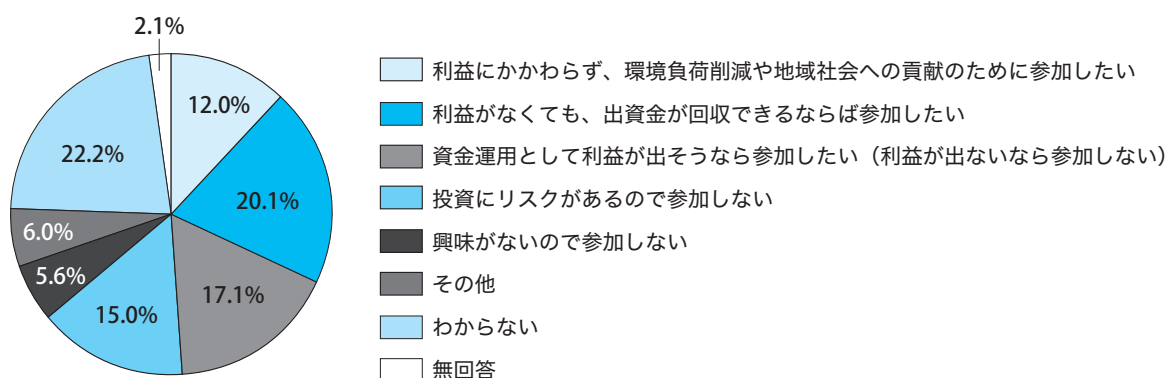 2.1%
12.0%
20.1%
17.1%
15.0%
5.6%
6.0%
22.2%
利益にかかわらず、環境負荷削減や地域社会への貢献のために参加したい
利益がなくても、出資金が回収できるならば参加したい
資金運用として利益が出そうなら参加したい（利益が出ないなら参加しない）
投資にリスクがあるので参加しない
興味がないので参加しない
その他
わからない
無回答